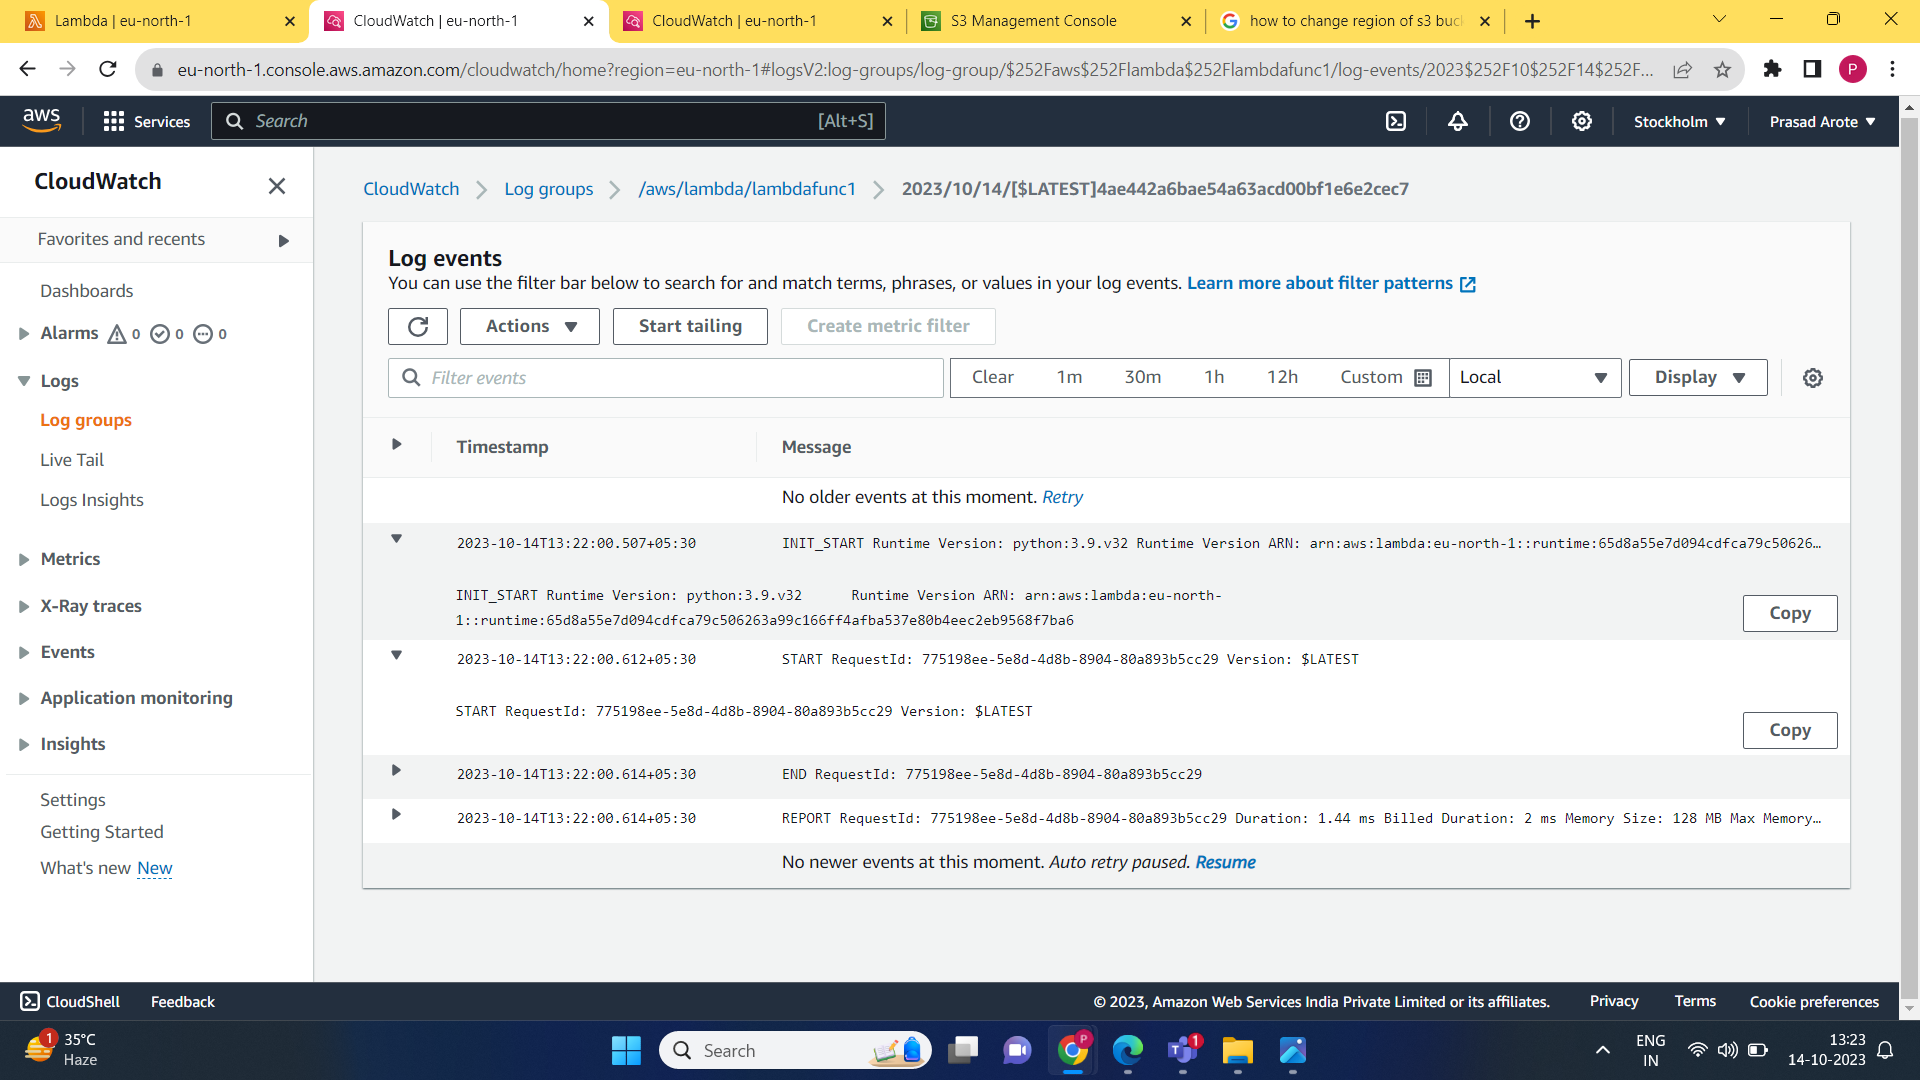 Lambda | eu-north-1
CloudWatch | eu-north-1
CloudWatch | eu-north-1
S3 Management Console
how to change region of s3 buc
eu-north-1.console.aws.amazon.com/cloudwatch/home?region=eu-north-1#logsV2:log-groups/log-group/$252Faws$252Flambda$252Flambdafunc1/log-events/2023$252F10$252F14$252F...
P
aws
Services
Search
[Alt+S]
Stockholm
Prasad Arote
CloudWatch
Favorites and recents
Dashboards
Alarms 0 0 0
Logs
Log groups
Live Tail
Logs Insights
Metrics
X-Ray traces
Events
Application monitoring
Insights
Settings
Getting Started
What's new New
CloudWatch
Log groups
/aws/lambda/lambdafunc1
2023/10/14/[$LATEST]4ae442a6bae54a63acd00bf1e6e2cec7
Log events
You can use the filter bar below to search for and match terms, phrases, or values in your log events. Learn more about filter patterns
Actions
Start tailing
Create metric filter
Filter events
Clear 1m 30m 1h 12h Custom
Local
Display
Timestamp
Message
No older events at this moment. Retry
2023-10-14T13:22:00.507+05:30 INIT_START Runtime Version: python:3.9.v32 Runtime Version ARN: arn:aws:lambda:eu-north-1::runtime:65d8a55e7d094cdfca79c50626...
INIT_START Runtime Version: python:3.9.v32 Runtime Version ARN: arn:aws:lambda:eu-north-
1::runtime:65d8a55e7d094cdfca79c506263a99c166ff4afba537e80b4eec2eb9568f7ba6
Copy
2023-10-14T13:22:00.612+05:30 START RequestId: 775198ee-5e8d-4d8b-8904-80a893b5cc29 Version: $LATEST
START RequestId: 775198ee-5e8d-4d8b-8904-80a893b5cc29 Version: $LATEST
Copy
2023-10-14T13:22:00.614+05:30 END RequestId: 775198ee-5e8d-4d8b-8904-80a893b5cc29
2023-10-14T13:22:00.614+05:30 REPORT RequestId: 775198ee-5e8d-4d8b-8904-80a893b5cc29 Duration: 1.44 ms Billed Duration: 2 ms Memory Size: 128 MB Max Memory...
No newer events at this moment. Auto retry paused. Resume
CloudShell
Feedback
© 2023, Amazon Web Services India Private Limited or its affiliates.
Privacy
Terms
Cookie preferences
1
35°C
Haze
Search
P
1
ENG
IN
13:23
14-10-2023